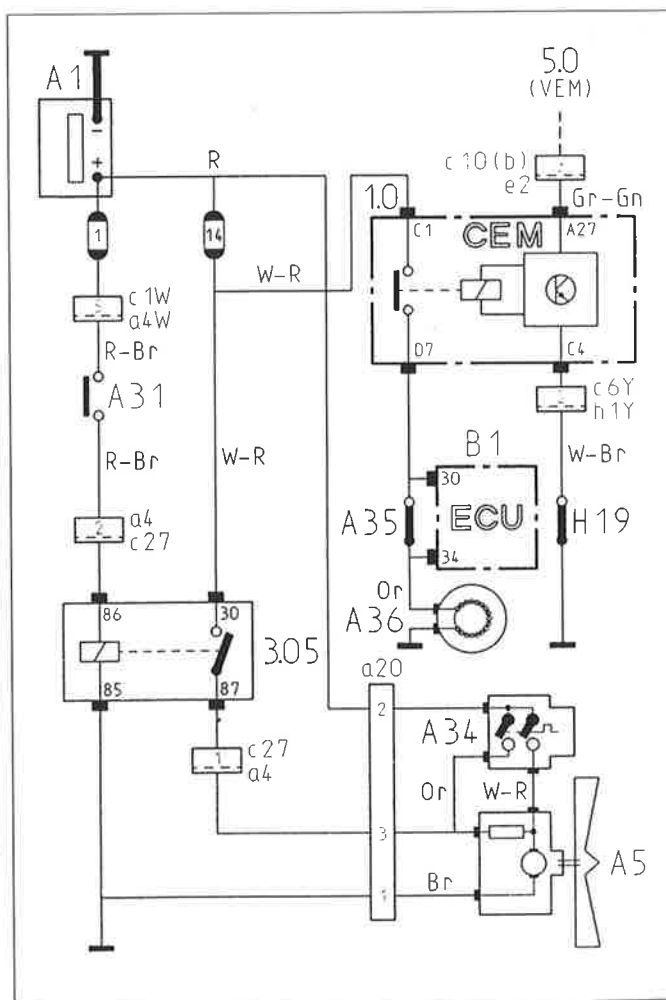 5.0
(VEM)
A1
-
+
R
c10(b)
e2
Gr-Gn
1.0
C1
CEM
A27
1
14
W-R
c1W
a4W
R-Br
A31
D7
C4
c6Y
h1Y
R-Br
W-R
B1
W-Br
30
A35
ECU
H19
2
a4
c27
34
Or
A36
86
30
3.05
85
87
a20
2
A34
1
c27
a4
Or
W-R
3
A5
Br